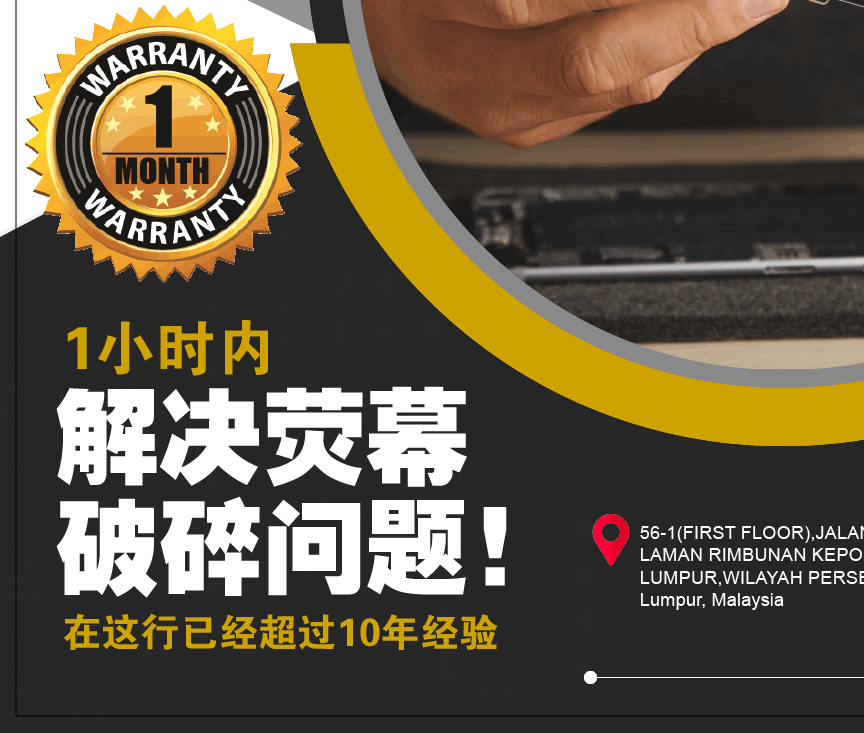 WARRANTY
1
MONTH
WARRANTY
1小时内
解决荧幕
破碎问题!
在这行已经超过10年经验
56-1(FIRST FLOOR),JALAN
LAMAN RIMBUNAN KEPO
LUMPUR,WILAYAH PERSE
Lumpur, Malaysia